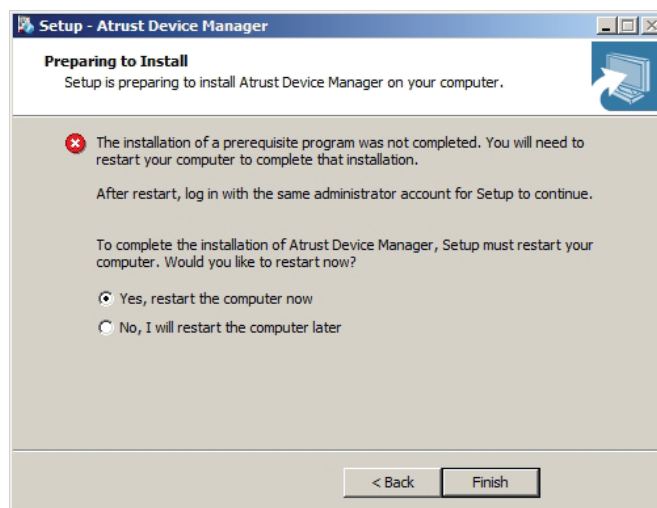 Setup - Atrust Device Manager
Preparing to Install
Setup is preparing to install Atrust Device Manager on your computer.
The installation of a prerequisite program was not completed. You will need to
restart your computer to complete that installation.
After restart, log in with the same administrator account for Setup to continue.
To complete the installation of Atrust Device Manager, Setup must restart your
computer. Would you like to restart now?
Yes, restart the computer now
No, I will restart the computer later
< Back
Finish